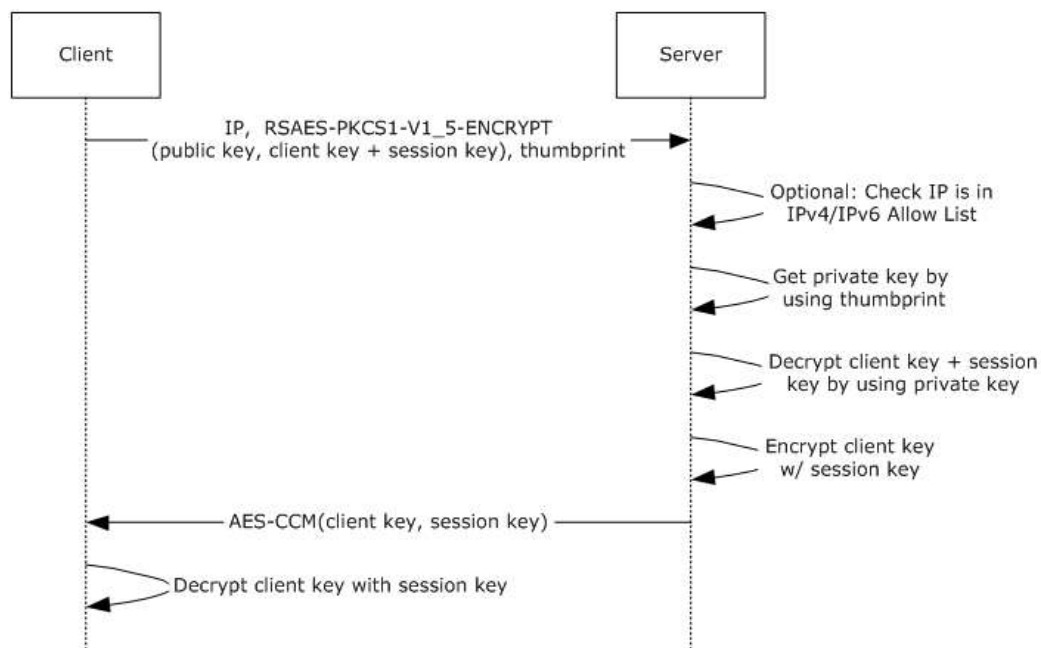 Client
Server
IP, RSAES-PKCS1-V1_5-ENCRYPT
(public key, client key + session key), thumbprint
Optional: Check IP is in
IPv4/IPv6 Allow List
Get private key by
using thumbprint
Decrypt client key + session
key by using private key
Encrypt client key
w/ session key
AES-CCM(client key, session key)
Decrypt client key with session key